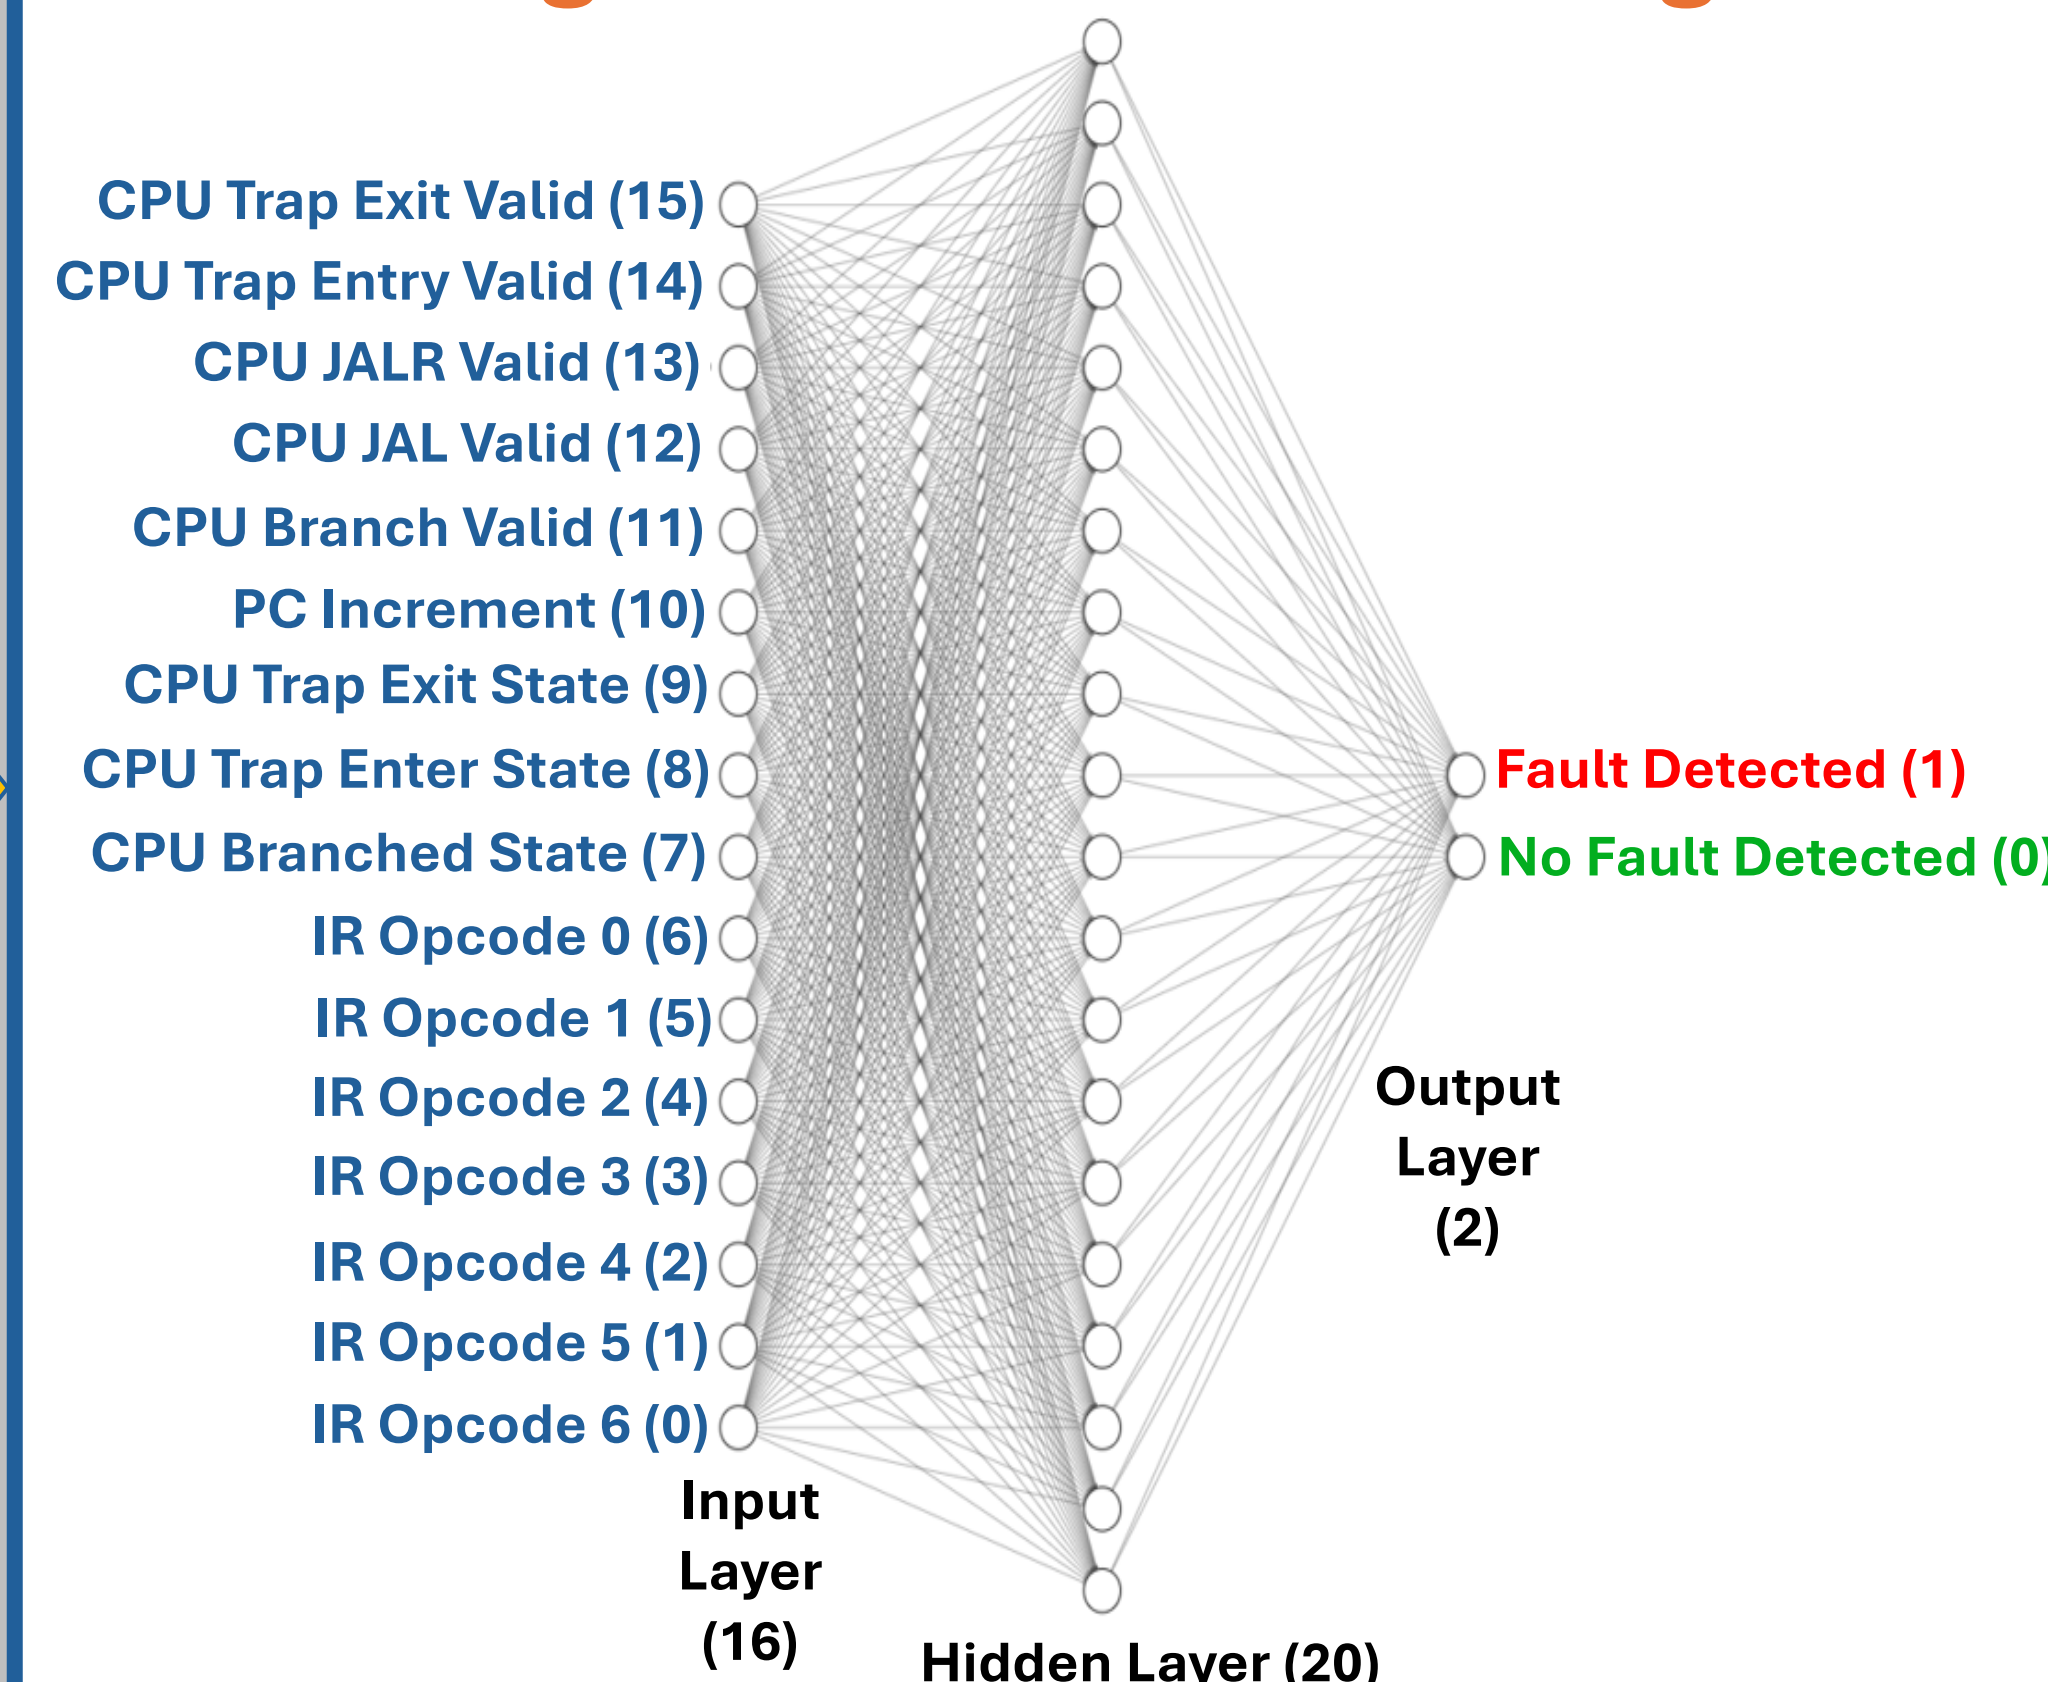 CPU Trap Exit Valid (15)
CPU Trap Entry Valid (14)
CPU JALR Valid (13)
CPU JAL Valid (12)
CPU Branch Valid (11)
PC Increment (10)
CPU Trap Exit State (9)
CPU Trap Enter State (8)
CPU Branched State (7)
IR Opcode 0 (6)
IR Opcode 1 (5)
IR Opcode 2 (4)
IR Opcode 3 (3)
IR Opcode 4 (2)
IR Opcode 5 (1)
IR Opcode 6 (0)
Input
Layer
(16)
Hidden Layer (20)
Fault Detected (1)
No Fault Detected (0)
Output
Layer
(2)